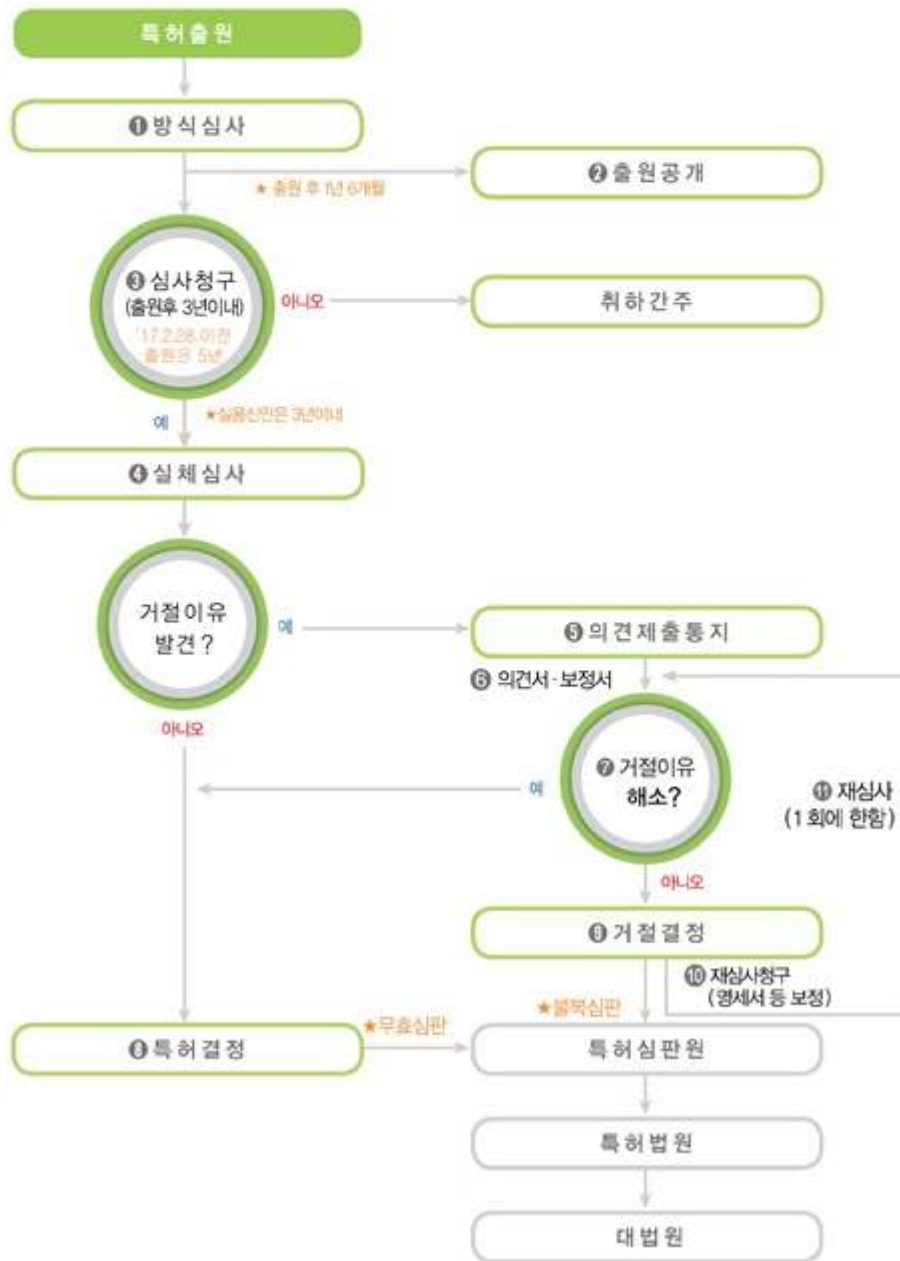 특허출원
❶ 방식심사
★ 출원 후 1년 6개월
❷ 출원공개
❸ 심사청구
(출원후 3년이내)
'17.2.28.이전
출원은 5년
아니오
취하간주
예
★실용신안은 3년이내
❹ 실체심사
거절이유
발견?
예
❺ 의견제출통지
❻ 의견서·보정서
아니오
❼ 거절이유
해소?
예
⓫ 재심사
(1회에 한함)
아니오
❾ 거절결정
❿ 재심사청구
(명세서 등 보정)
★불복심판
❽ 특허결정
★무효심판
특허심판원
특허법원
대법원